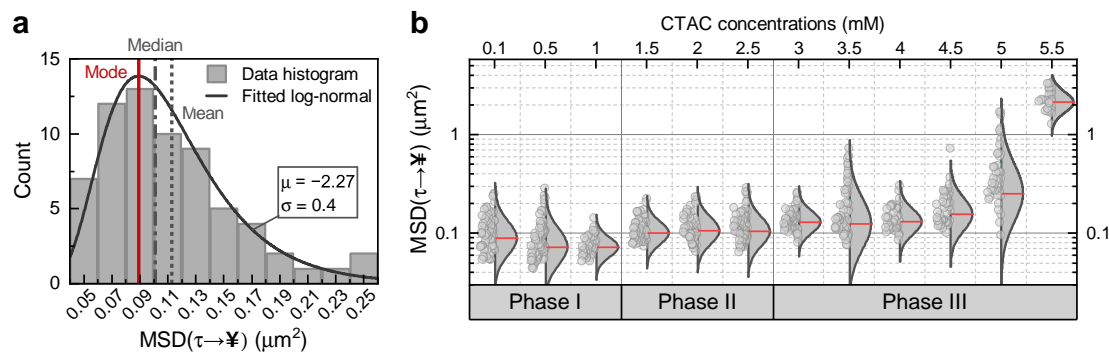 a
Median
15
Mode
Data histogram
Fitted log-normal
Mean
10
Count
μ = −2.27
σ = 0.4
5
0
0.05 0.07 0.09 0.11 0.13 0.15 0.17 0.19 0.21 0.23 0.25
MSD(τ→¥) (μm²)
b
CTAC concentrations (mM)
0.1 0.5 1 1.5 2 2.5 3 3.5 4 4.5 5 5.5
MSD(τ→¥) (μm²)
1 1
0.1 0.1
Phase I Phase II Phase III